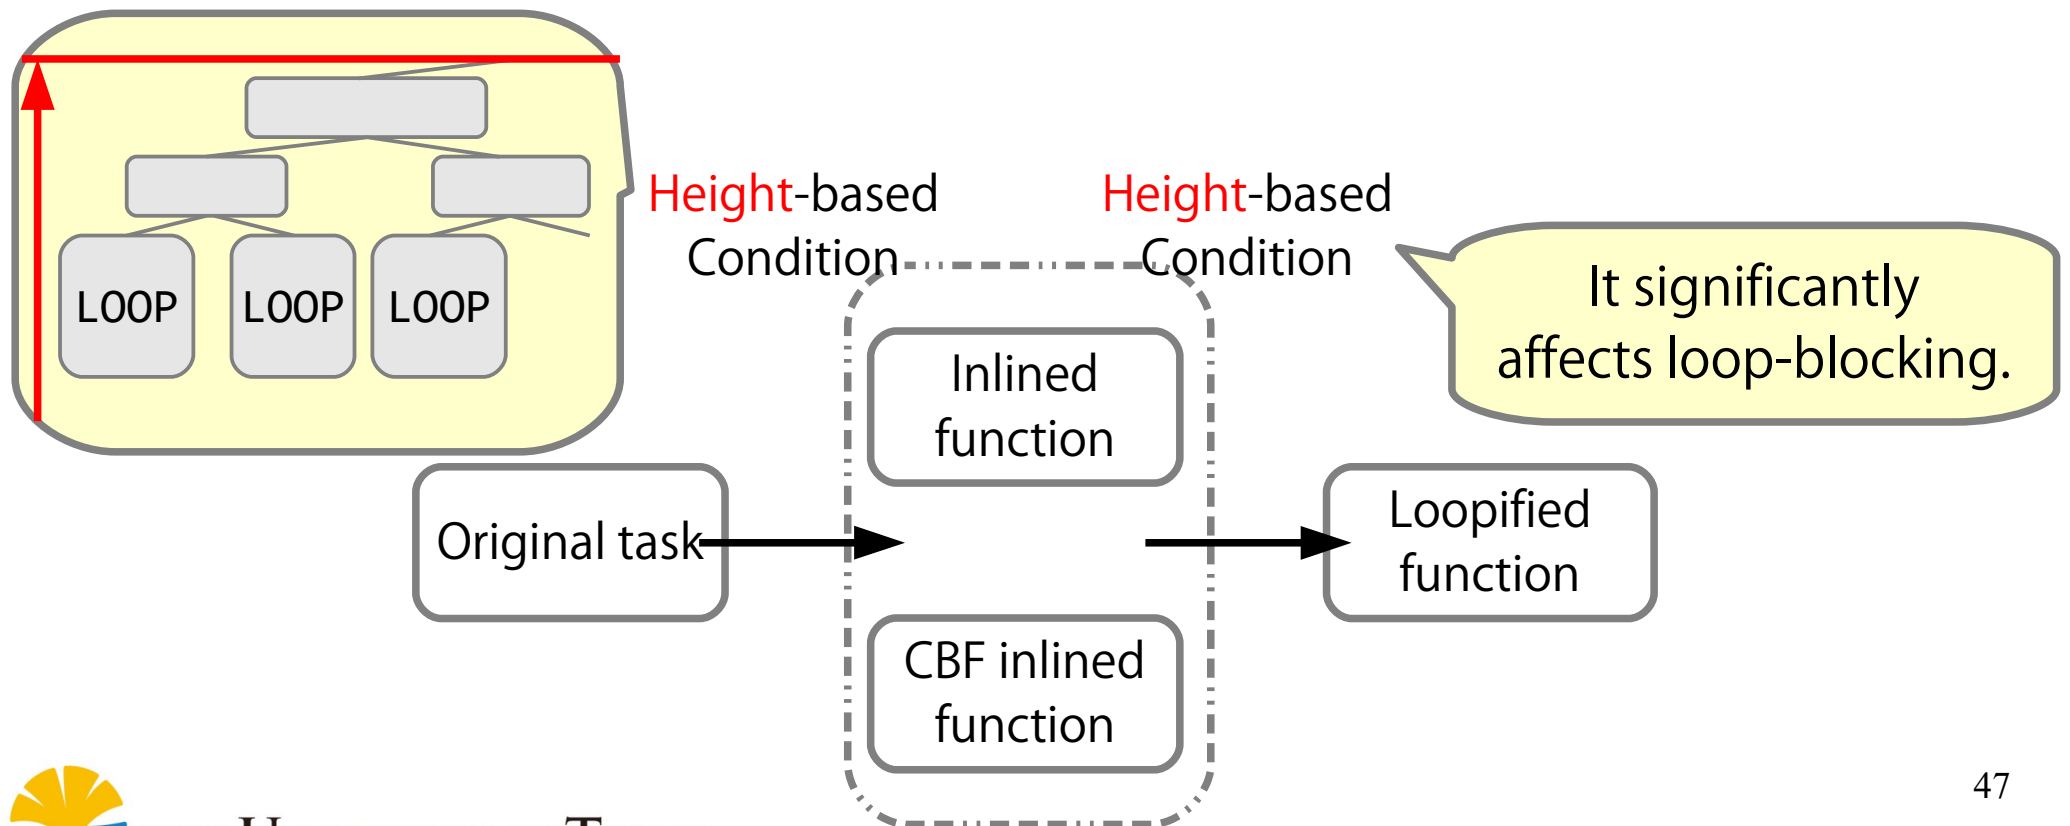 Height-based
Condition
Height-based
Condition
LOOP
LOOP
LOOP
It significantly
affects loop-blocking.
Inlined
function
Original task
Loopified
function
CBF inlined
function
47